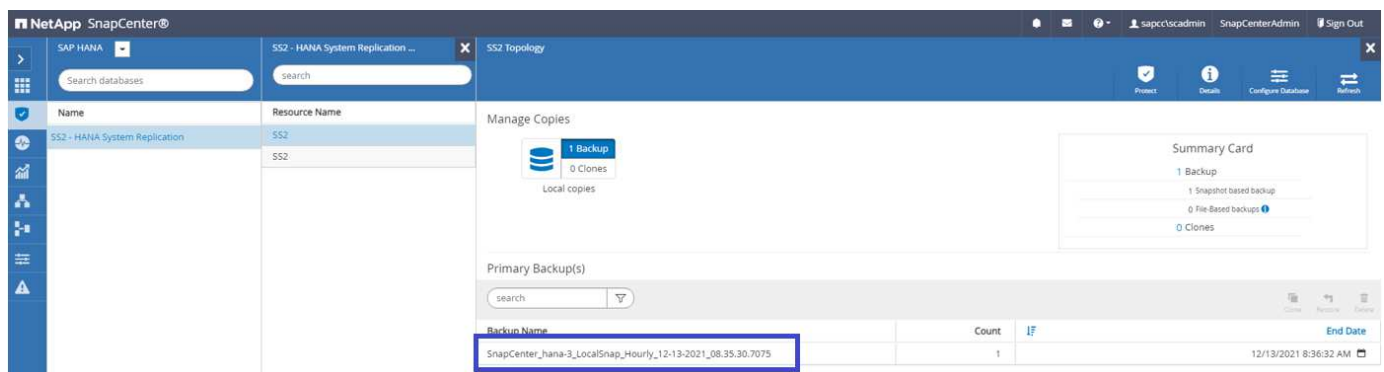 NetApp SnapCenter®
sapcc\scadmin SnapCenterAdmin Sign Out
SAP HANA
Search databases
Name
SS2 - HANA System Replication
SS2 - HANA System Replication ...
search
Resource Name
SS2
SS2
SS2 Topology
Protect Details Configure Database Refresh
Manage Copies
1 Backup
0 Clones
Local copies
Summary Card
1 Backup
1 Snapshot based backup
0 File-Based backups
0 Clones
Primary Backup(s)
search
Clone Restore Delete
Backup Name Count End Date
SnapCenter_hana-3_LocalSnap_Hourly_12-13-2021_08.35.30.7075 1 12/13/2021 8:36:32 AM